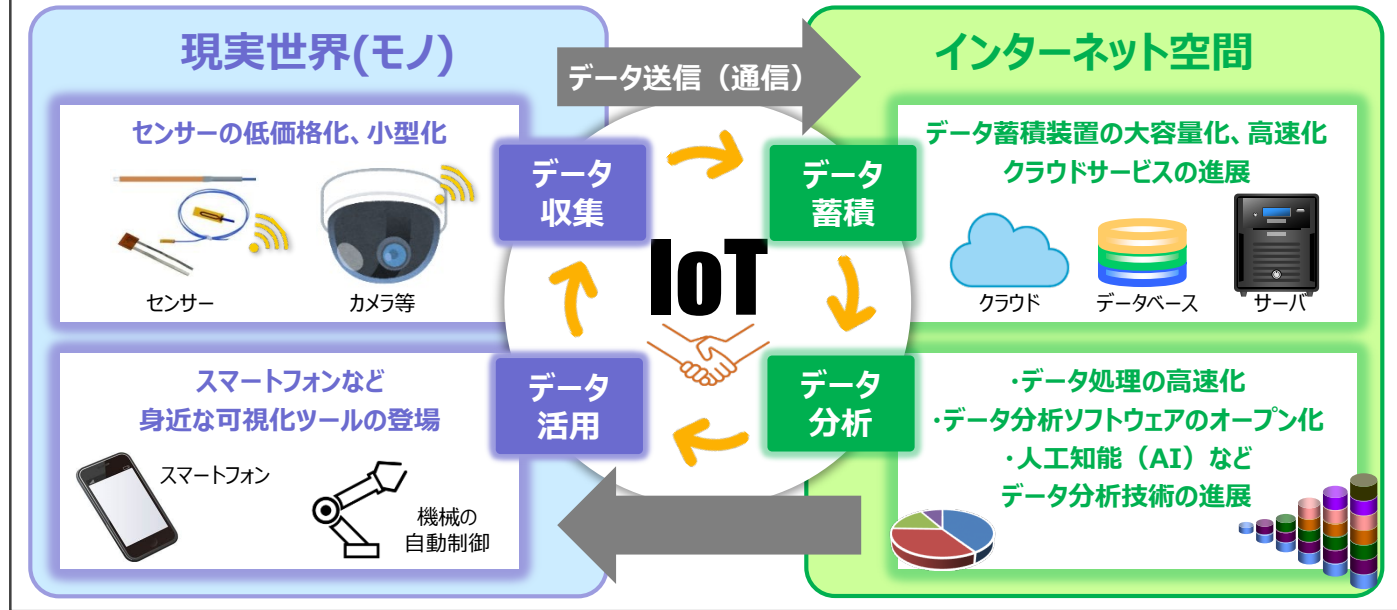 現実世界(モノ)
データ送信（通信）
インターネット空間
センサーの低価格化、小型化
センサー
カメラ等
データ
収集
データ
蓄積
データ蓄積装置の大容量化、高速化
クラウドサービスの進展
クラウド
データベース
サーバ
IoT
スマートフォンなど
身近な可視化ツールの登場
スマートフォン
機械の
自動制御
データ
活用
データ
分析
・データ処理の高速化
・データ分析ソフトウェアのオープン化
・人工知能（AI）など
データ分析技術の進展